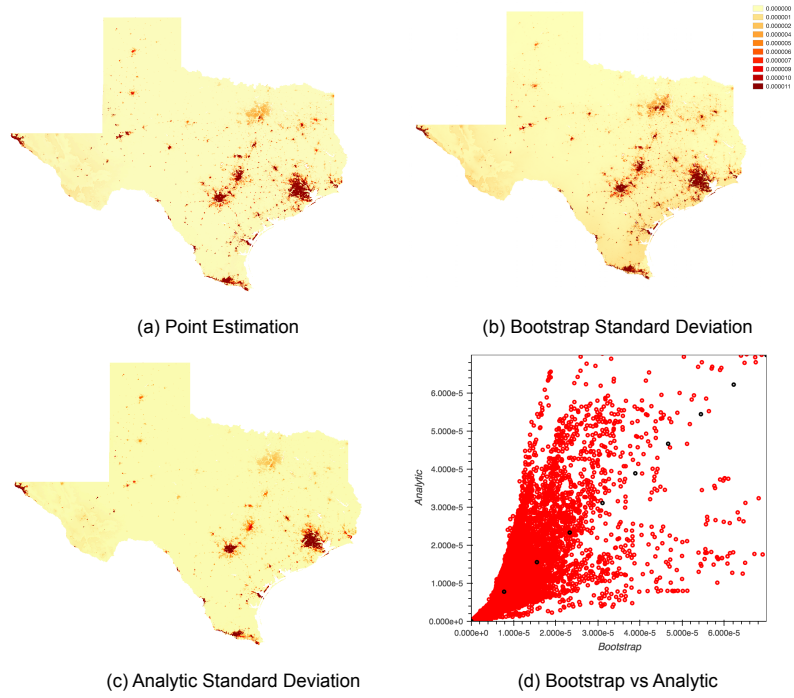 0.000000
0.000001
0.000002
0.000004
0.000005
0.000006
0.000007
0.000009
0.000010
0.000011
(a) Point Estimation
(b) Bootstrap Standard Deviation
6.000e-5
5.000e-5
4.000e-5
3.000e-5
2.000e-5
1.000e-5
0.000e+0
Analytic
0.000e+0 1.000e-5 2.000e-5 3.000e-5 4.000e-5 5.000e-5 6.000e-5
Bootstrap
(c) Analytic Standard Deviation
(d) Bootstrap vs Analytic